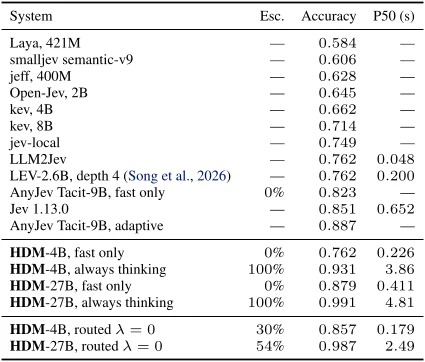 System Esc. Accuracy P50 (s)
Laya, 421M — 0.584 —
smalljev semantic-v9 — 0.606 —
jeff, 400M — 0.628 —
Open-Jev, 2B — 0.645 —
kev, 4B — 0.662 —
kev, 8B — 0.714 —
jev-local — 0.749 —
LLM2Jev — 0.762 0.048
LEV-2.6B, depth 4 (Song et al., 2026) — 0.762 0.200
AnyJev Tacit-9B, fast only 0% 0.823 —
Jev 1.13.0 — 0.851 0.652
AnyJev Tacit-9B, adaptive — 0.887 —
HDM-4B, fast only 0% 0.762 0.226
HDM-4B, always thinking 100% 0.931 3.86
HDM-27B, fast only 0% 0.879 0.411
HDM-27B, always thinking 100% 0.991 4.81
HDM-4B, routed λ = 0 30% 0.857 0.179
HDM-27B, routed λ = 0 54% 0.987 2.49